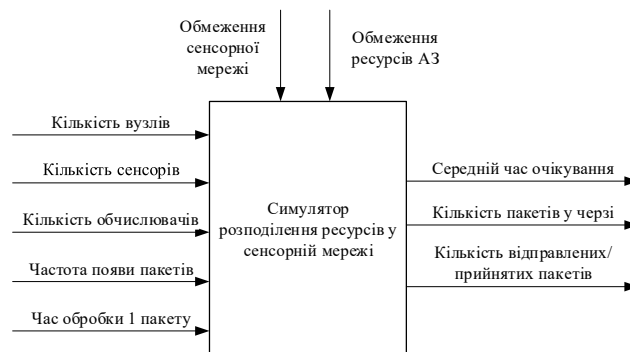 Обмеження
сенсорної
мережі
Обмеження
ресурсів АЗ
Кількість вузлів
Кількість сенсорів
Кількість обчислювачів
Частота появи пакетів
Час обробки 1 пакету
Симулятор
розподілення ресурсів у
сенсорній мережі
Середній час очікування
Кількість пакетів у черзі
Кількість відправлених/
прийнятих пакетів